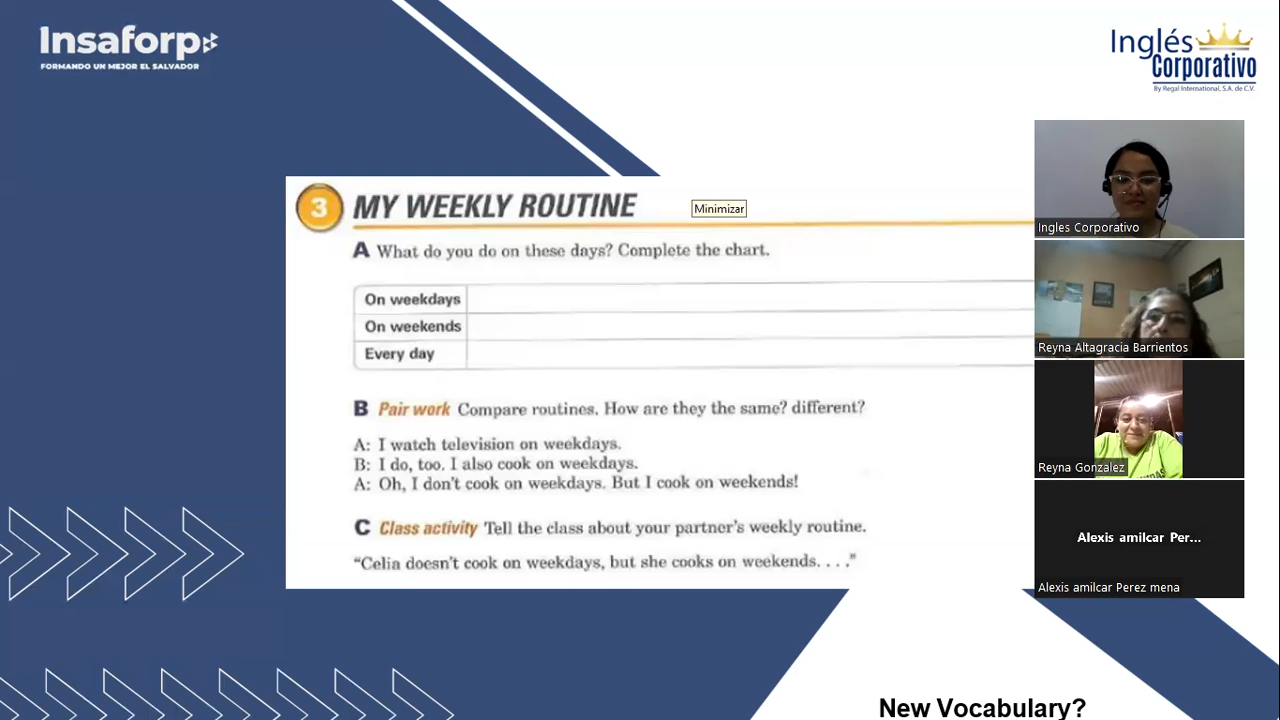 Insaforp
FORMANDO UN MEJOR EL SALVADOR
Inglés
Corporativo
By Regal International, S.A. de C.V.
3 MY WEEKLY ROUTINE
Minimizar
A What do you do on these days? Complete the chart.
On weekdays
On weekends
Every day
B Pair work Compare routines. How are they the same? different?
A: I watch television on weekdays.
B: I do, too. I also cook on weekdays.
A: Oh, I don't cook on weekdays. But I cook on weekends!
C Class activity Tell the class about your partner's weekly routine.
"Celia doesn't cook on weekdays, but she cooks on weekends. . . ."
Ingles Corporativo
Reyna Altagracia Barrientos
Reyna Gonzalez
Alexis amilcar Per...
Alexis amilcar Perez mena
New Vocabulary?